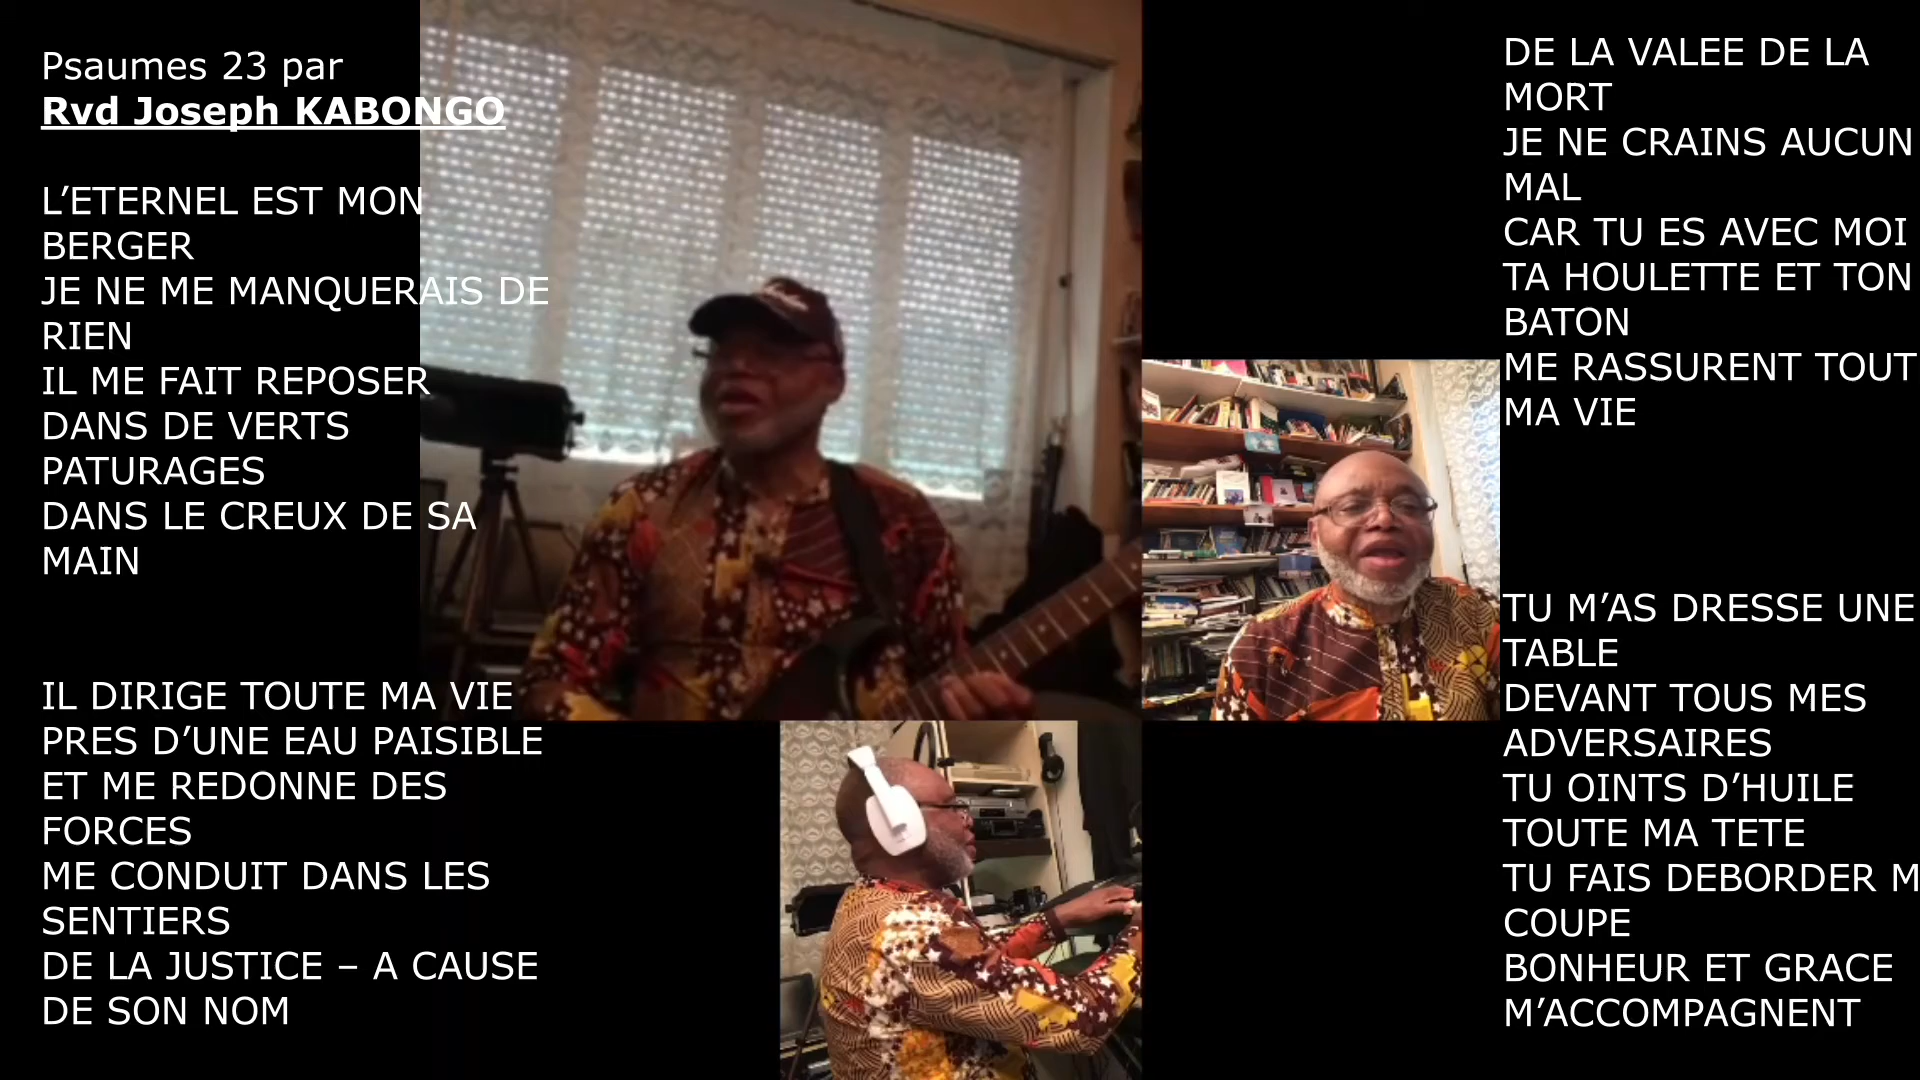 Psaumes 23 par
Rvd Joseph KABONGO
L’ETERNEL EST MON
BERGER
JE NE ME MANQUERAIS DE
RIEN
IL ME FAIT REPOSER
DANS DE VERTS
PATURAGES
DANS LE CREUX DE SA
MAIN
IL DIRIGE TOUTE MA VIE
PRES D’UNE EAU PAISIBLE
ET ME REDONNE DES
FORCES
ME CONDUIT DANS LES
SENTIERS
DE LA JUSTICE – A CAUSE
DE SON NOM
DE LA VALEE DE LA
MORT
JE NE CRAINS AUCUN
MAL
CAR TU ES AVEC MOI
TA HOULETTE ET TON
BATON
ME RASSURENT TOUT
MA VIE
TU M’AS DRESSE UNE
TABLE
DEVANT TOUS MES
ADVERSAIRES
TU OINTS D’HUILE
TOUTE MA TETE
TU FAIS DEBORDER M
COUPE
BONHEUR ET GRACE
M’ACCOMPAGNENT